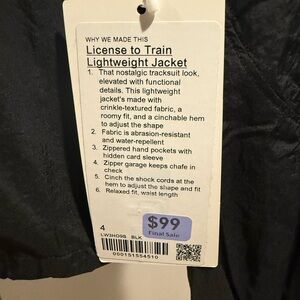 WHY WE MADE THIS
License to Train
Lightweight Jacket
1. That nostalgic tracksuit look,
elevated with functional
details. This lightweight
jacket's made with
crinkle-textured fabric, a
roomy fit, and a cinchable hem
to adjust the shape
2. Fabric is abrasion-resistant
and water-repellent
3. Zippered hand pockets with
hidden card sleeve
4. Zipper garage keeps chafe in
check
5. Cinch the shock cords at the
hem to adjust the shape and fit
6. Relaxed fit, waist length
$99
Final Sale
4
LW3HO9S BLK
000151554510